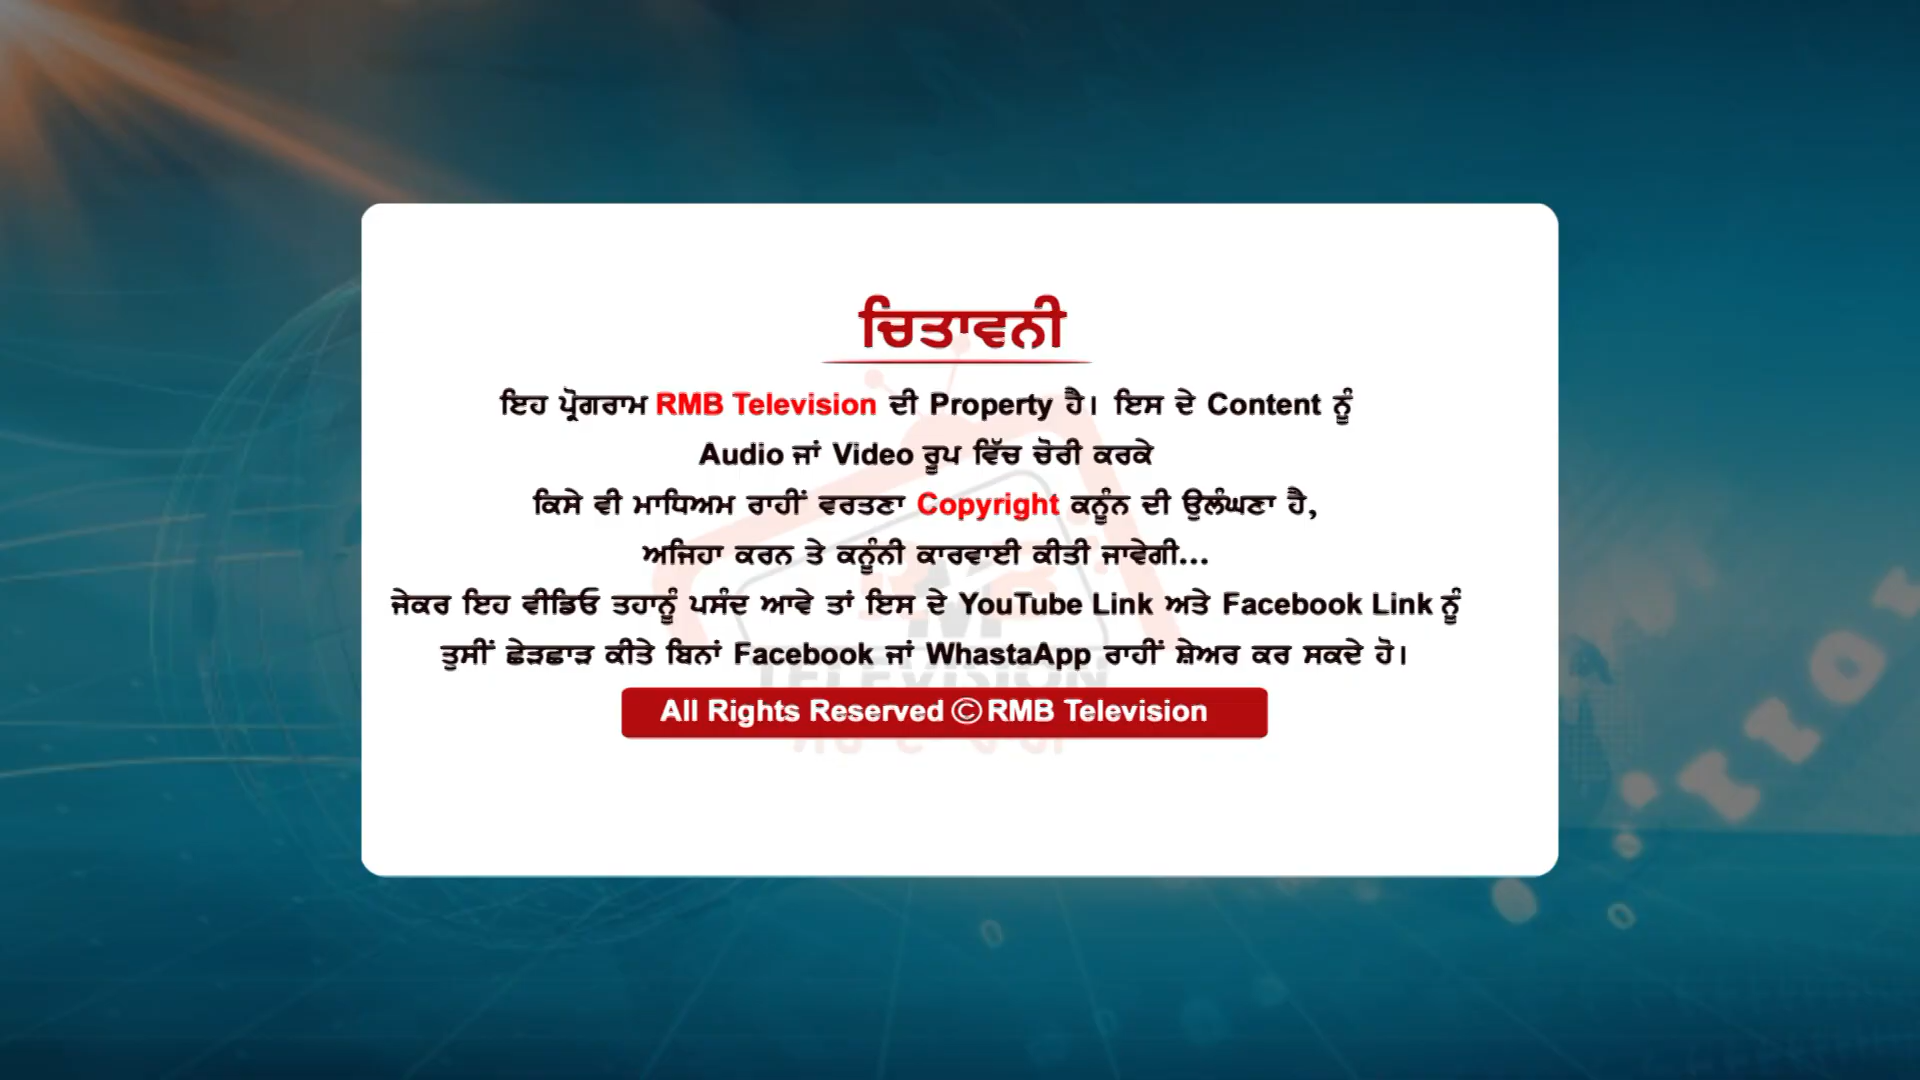 ਚਿਤਾਵਨੀ
ਇਹ ਪ੍ਰੋਗਰਾਮ RMB Television ਦੀ Property ਹੈ। ਇਸ ਦੇ Content ਨੂੰ
Audio ਜਾਂ Video ਰੂਪ ਵਿੱਚ ਚੋਰੀ ਕਰਕੇ
ਕਿਸੇ ਵੀ ਮਾਧਿਅਮ ਰਾਹੀਂ ਵਰਤਣਾ Copyright ਕਨੂੰਨ ਦੀ ਉਲੰਘਣਾ ਹੈ,
ਅਜਿਹਾ ਕਰਨ ਤੇ ਕਨੂੰਨੀ ਕਾਰਵਾਈ ਕੀਤੀ ਜਾਵੇਗੀ...
ਜੇਕਰ ਇਹ ਵੀਡਿਓ ਤਹਾਨੂੰ ਪਸੰਦ ਆਵੇ ਤਾਂ ਇਸ ਦੇ YouTube Link ਅਤੇ Facebook Link ਨੂੰ
ਤੁਸੀਂ ਛੇੜਛਾੜ ਕੀਤੇ ਬਿਨਾਂ Facebook ਜਾਂ WhastaApp ਰਾਹੀਂ ਸ਼ੇਅਰ ਕਰ ਸਕਦੇ ਹੋ।
TELEVISION
All Rights Reserved © RMB Television